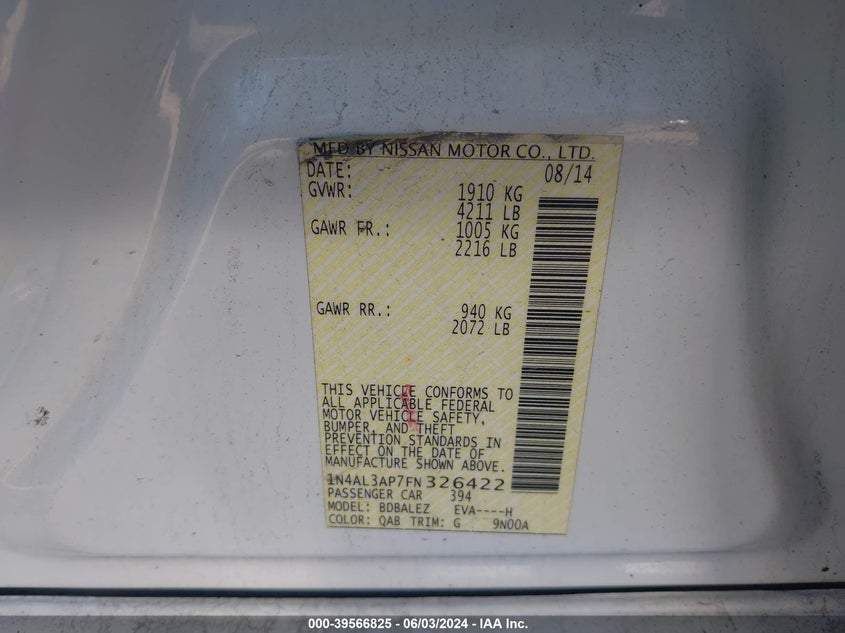 MFD BY NISSAN MOTOR CO., LTD.
DATE: 08/14
GVWR: 1910 KG
4211 LB
GAWR FR.: 1005 KG
2216 LB
GAWR RR.: 940 KG
2072 LB
THIS VEHICLE CONFORMS TO
ALL APPLICABLE FEDERAL
MOTOR VEHICLE SAFETY,
BUMPER, AND THEFT
PREVENTION STANDARDS IN
EFFECT ON THE DATE OF
MANUFACTURE SHOWN ABOVE.
1N4AL3AP7FN326422
PASSENGER CAR 394
MODEL: BDBALEZ EVA----H
COLOR: QAB TRIM: G 9N00A
000-39566825 - 06/03/2024 - IAA Inc.